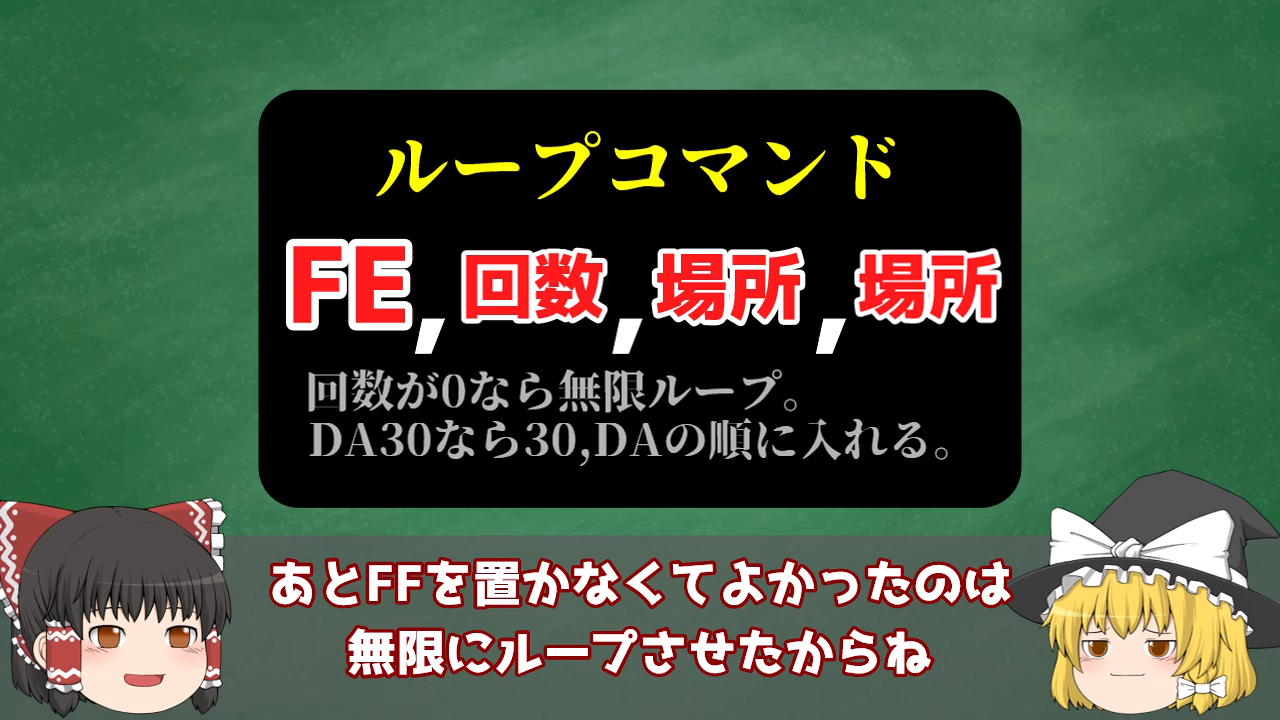 ループコマンド
FE,回数,場所,場所
回数が0なら無限ループ。
DA30なら30,DAの順に入れる。
あとFFを置かなくてよかったのは
無限にループさせたからね